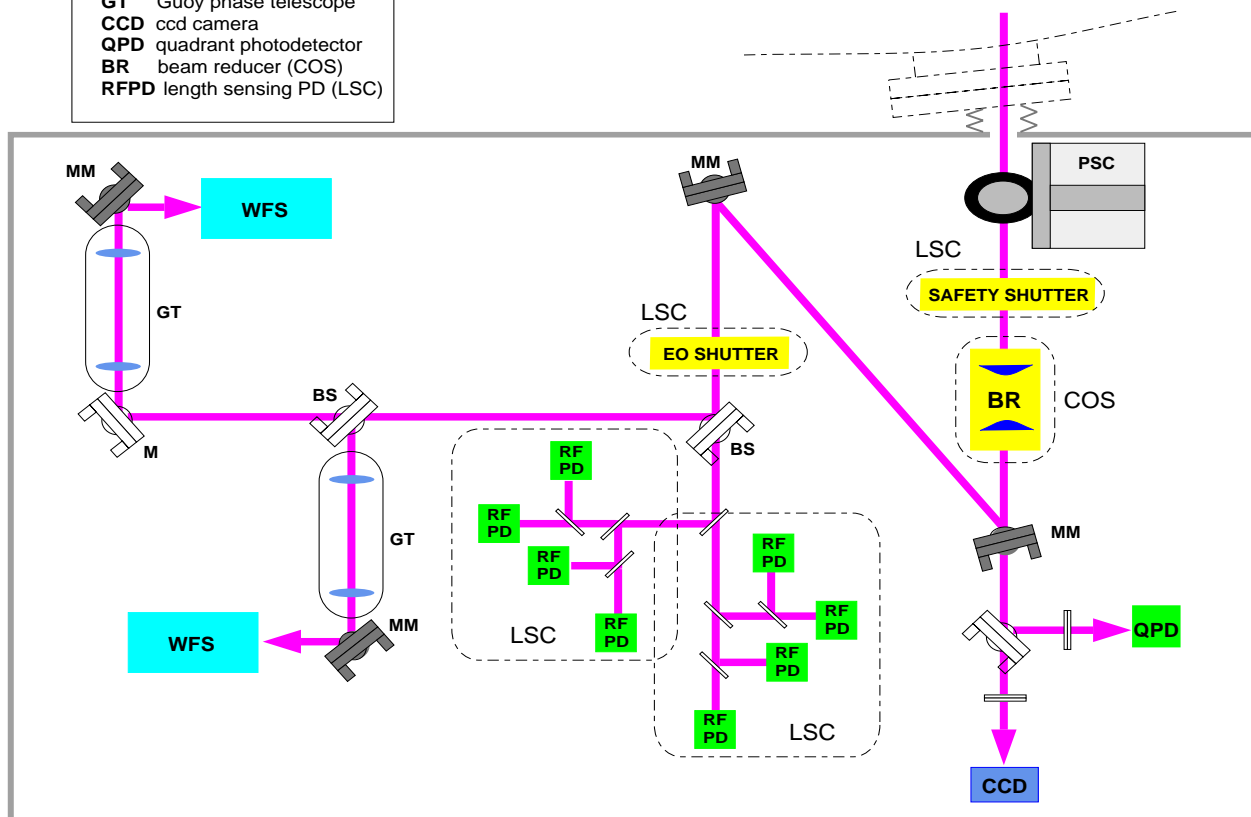 GT Guoy phase telescope
CCD ccd camera
QPD quadrant photodetector
BR beam reducer (COS)
RFPD length sensing PD (LSC)
MM
WFS
GT
M
BS
GT
MM
WFS
MM
LSC
EO SHUTTER
BS
RF
PD
RF
PD
RF
PD
RF
PD
LSC
RF
PD
RF
PD
RF
PD
RF
PD
LSC
PSC
LSC
SAFETY SHUTTER
BR
COS
MM
QPD
CCD